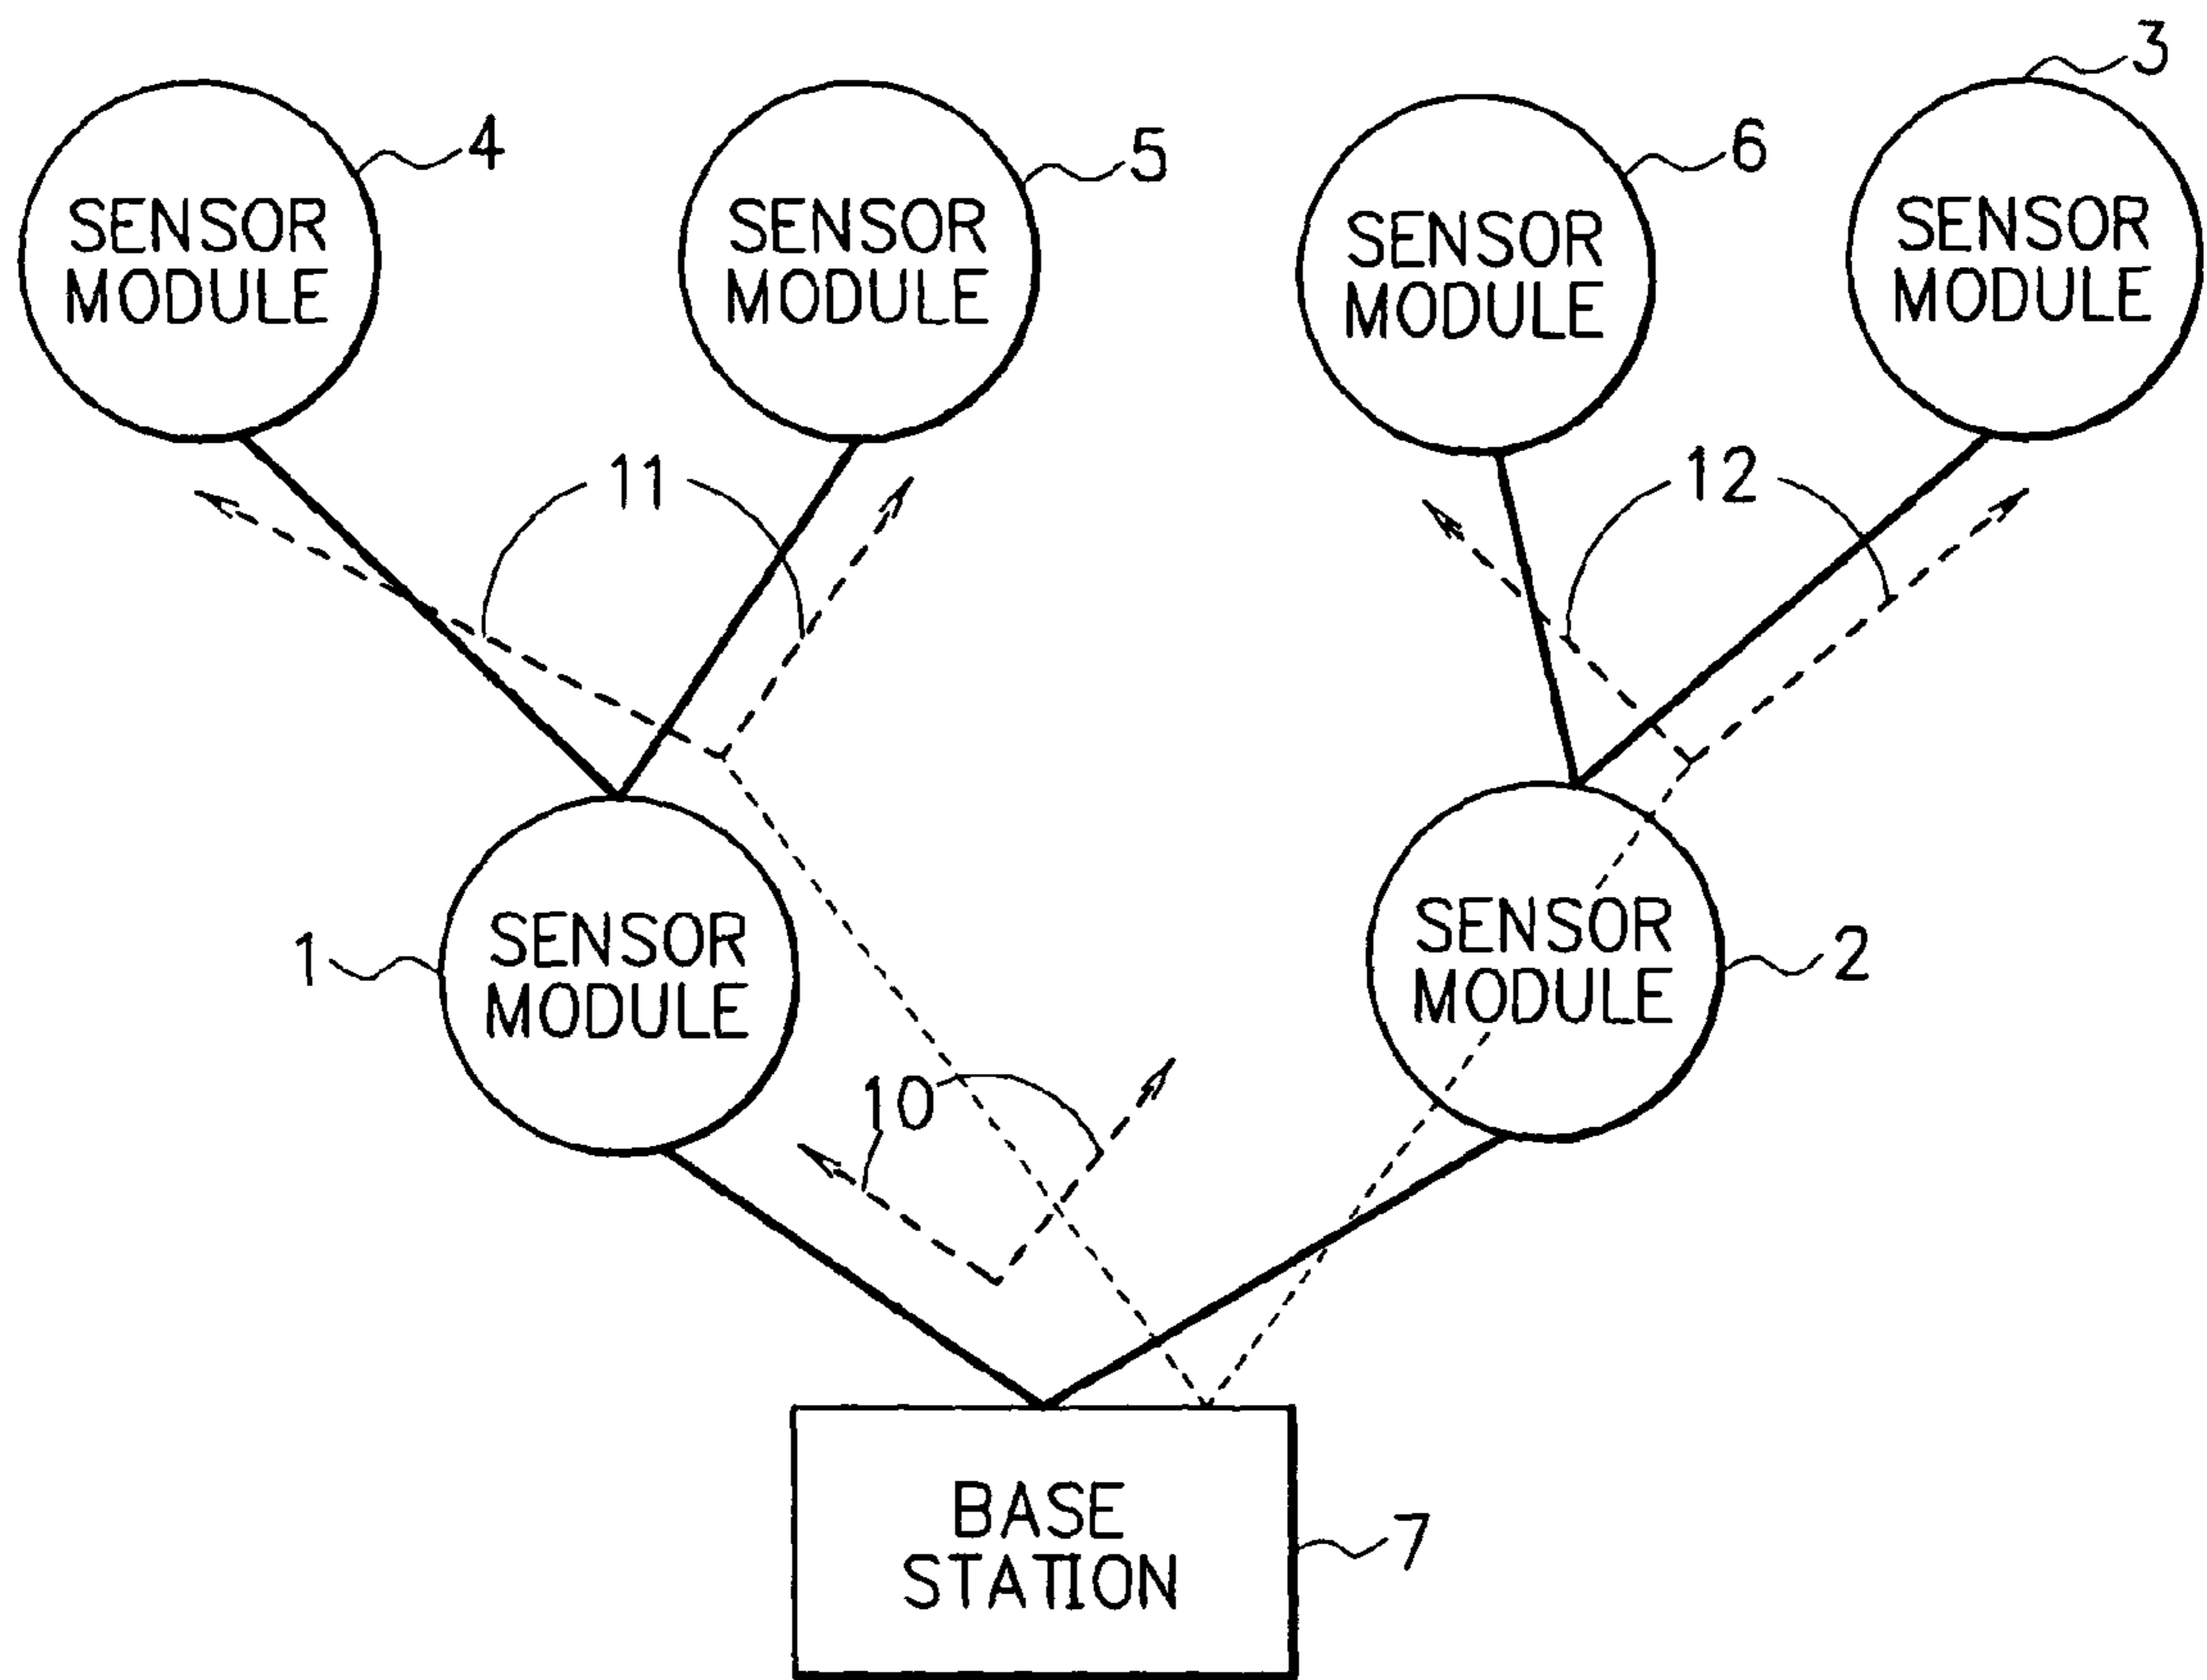 3
4
5
6
SENSOR
MODULE
SENSOR
MODULE
SENSOR
MODULE
SENSOR
MODULE
11
12
1
SENSOR
MODULE
SENSOR
MODULE
2
10
BASE
STATION
7